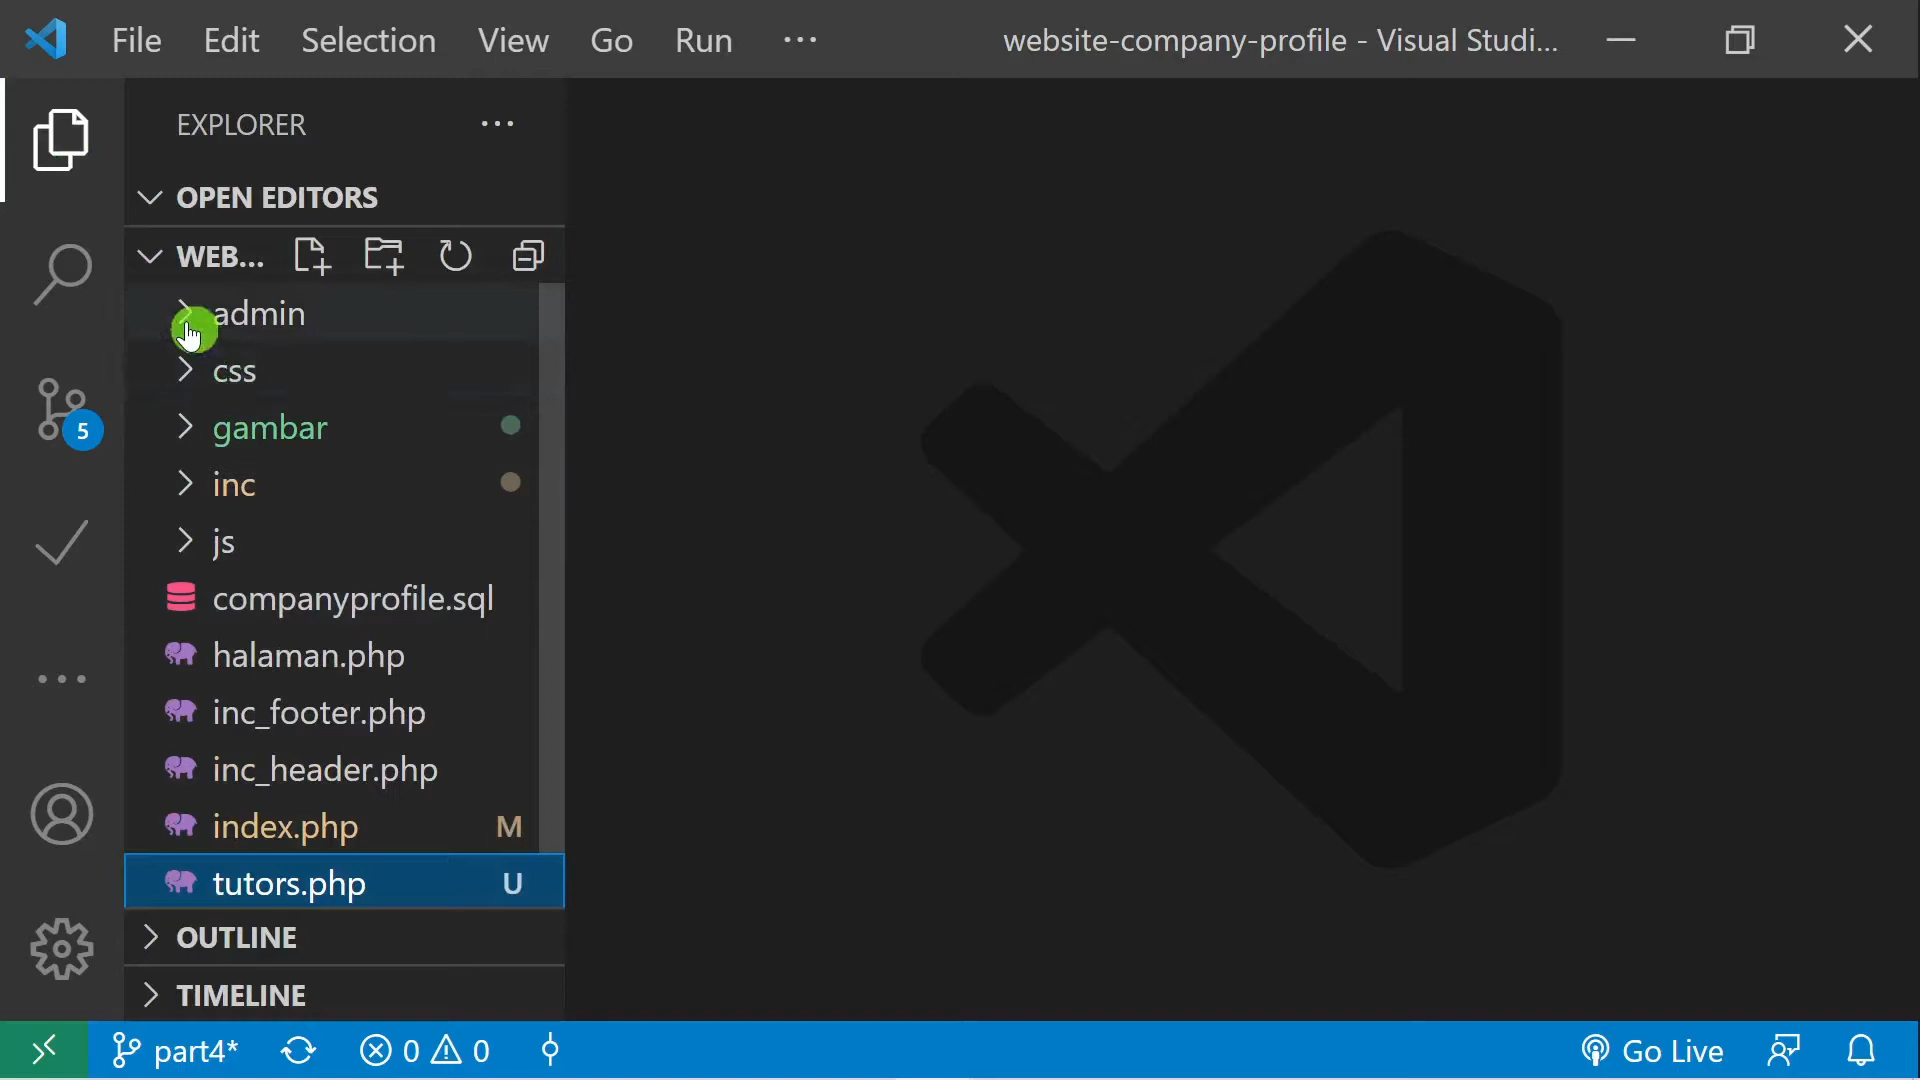 File Edit Selection View Go Run ··· website-company-profile - Visual Studi...
EXPLORER ···
OPEN EDITORS
WEB...
admin
css
gambar
5
inc
js
companyprofile.sql
halaman.php
inc_footer.php
inc_header.php
index.php M
tutors.php U
OUTLINE
TIMELINE
part4* 0 0 Go Live